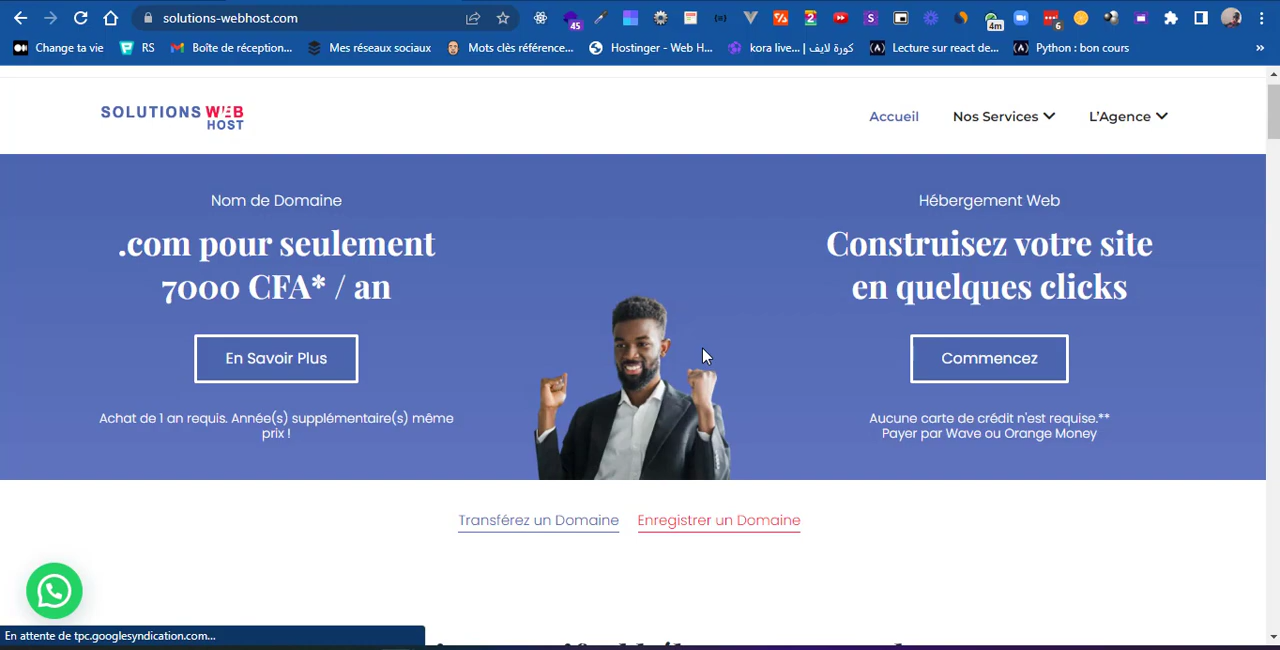 solutions-webhost.com
45
2
S
4m
6
Change ta vie
RS
Boîte de réception...
Mes réseaux sociaux
Mots clés référence...
Hostinger - Web H...
kora live... | كورة لايف
Lecture sur react de...
Python : bon cours
»
SOLUTIONS WEB
HOST
Accueil
Nos Services
L'Agence
Nom de Domaine
.com pour seulement
7000 CFA* / an
En Savoir Plus
Achat de 1 an requis. Année(s) supplémentaire(s) même
prix !
Hébergement Web
Construisez votre site
en quelques clicks
Commencez
Aucune carte de crédit n'est requise.**
Payer par Wave ou Orange Money
Transférez un Domaine
Enregistrer un Domaine
En attente de tpc.googlesyndication.com...